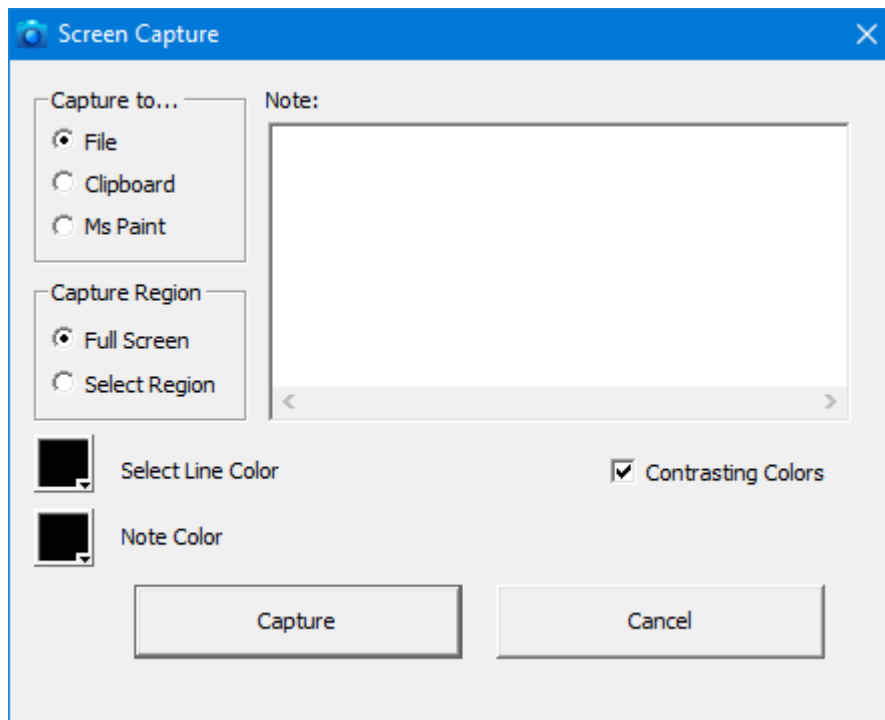 Screen Capture
Capture to...
File
Clipboard
Ms Paint
Note:
Capture Region
Full Screen
Select Region
Select Line Color
Contrasting Colors
Note Color
Capture
Cancel